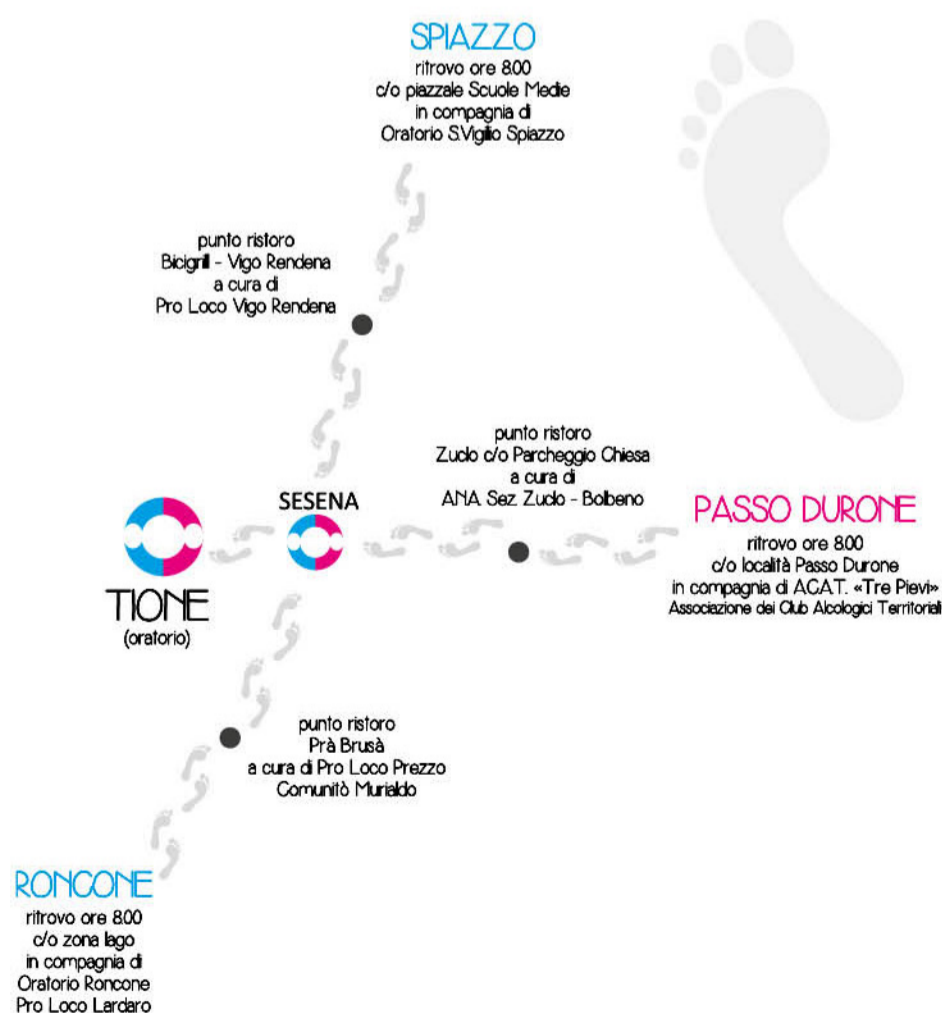 SPIAZZO
ritrovo ore 8.00
c/o piazzale Scuole Medie
in compagnia di
Oratorio S.Vigilio Spiazzo
punto ristoro
Bicigrill - Vigo Rendena
a cura di
Pro Loco Vigo Rendena
punto ristoro
Zuclo c/o Parcheggio Chiesa
a cura di
ANA Sez. Zuclo - Bolbeno
SESENA
PASSO DURONE
ritrovo ore 8.00
c/o località Passo Durone
in compagnia di A.C.A.T. «Tre Pievi»
Associazione dei Club Alcologici Territoriali
TIONE
(oratorio)
punto ristoro
Prà Brusà
a cura di Pro Loco Prezzo
Comunitò Murialdo
RONCONE
ritrovo ore 8.00
c/o zona lago
in compagnia di
Oratorio Roncone
Pro Loco Lardaro